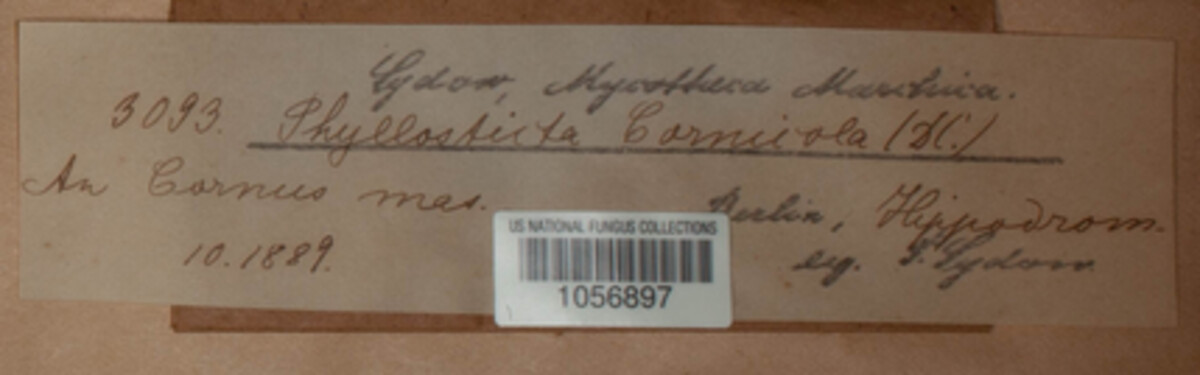 Sydow, Mycotheca Marchica.
3093. Phyllosticta Cornicola (DC.)
An Cornus mas. Berlin, Hippodrom.
10.1889. leg. P. Sydow
US NATIONAL FUNGUS COLLECTIONS
1056897